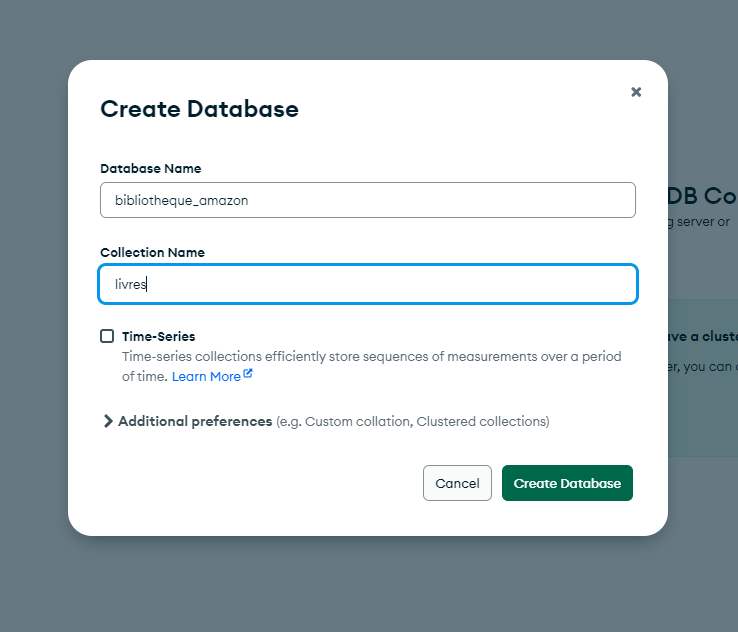 Create Database
Database Name
bibliotheque_amazon
Collection Name
livres
Time-Series
Time-series collections efficiently store sequences of measurements over a period
of time. Learn More
Additional preferences (e.g. Custom collation, Clustered collections)
Cancel
Create Database
DB Co
g server or
ave a cluste
er, you can